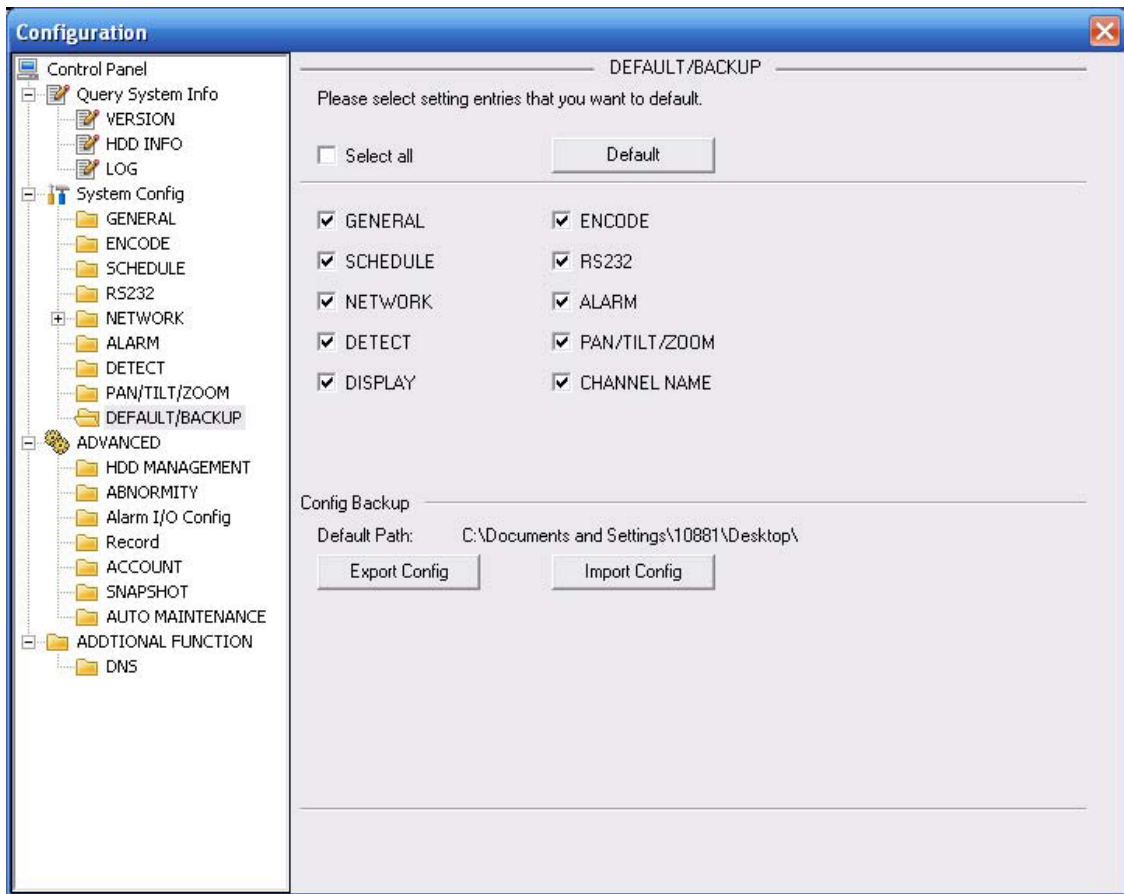 Configuration
Control Panel
Query System Info
VERSION
HDD INFO
LOG
System Config
GENERAL
ENCODE
SCHEDULE
RS232
NETWORK
ALARM
DETECT
PAN/TILT/ZOOM
DEFAULT/BACKUP
ADVANCED
HDD MANAGEMENT
ABNORMITY
Alarm I/O Config
Record
ACCOUNT
SNAPSHOT
AUTO MAINTENANCE
ADDTIONAL FUNCTION
DNS
DEFAULT/BACKUP
Please select setting entries that you want to default.
Select all Default
GENERAL ENCODE
SCHEDULE RS232
NETWORK ALARM
DETECT PAN/TILT/ZOOM
DISPLAY CHANNEL NAME
Config Backup
Default Path: C:\Documents and Settings\10881\Desktop\
Export Config Import Config